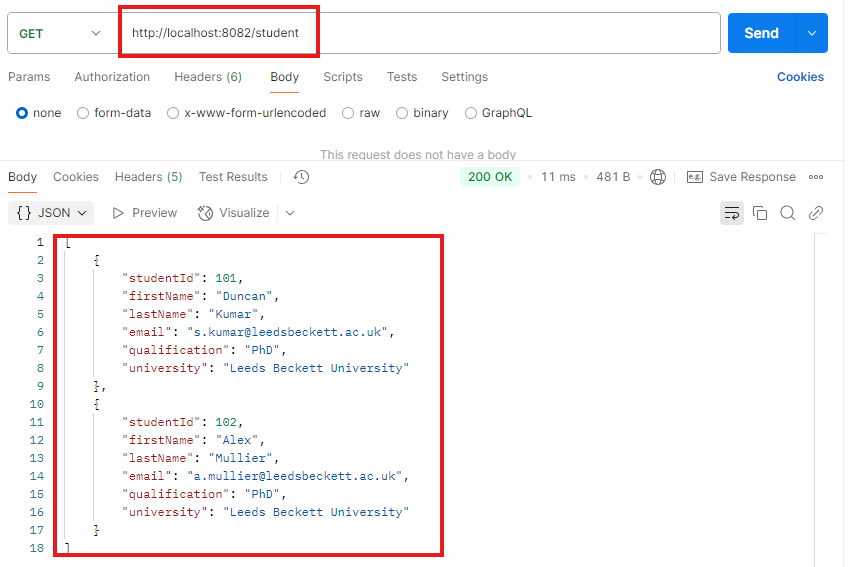 GET http://localhost:8082/student Send
Params Authorization Headers (6) Body Scripts Tests Settings Cookies
none form-data x-www-form-urlencoded raw binary GraphQL
This request does not have a body
Body Cookies Headers (5) Test Results 200 OK • 11 ms • 481 B • e.g. Save Response
{} JSON Preview Visualize
1 [
2 {
3 "studentId": 101,
4 "firstName": "Duncan",
5 "lastName": "Kumar",
6 "email": "s.kumar@leedsbeckett.ac.uk",
7 "qualification": "PhD",
8 "university": "Leeds Beckett University"
9 },
10 {
11 "studentId": 102,
12 "firstName": "Alex",
13 "lastName": "Mullier",
14 "email": "a.mullier@leedsbeckett.ac.uk",
15 "qualification": "PhD",
16 "university": "Leeds Beckett University"
17 }
18 ]